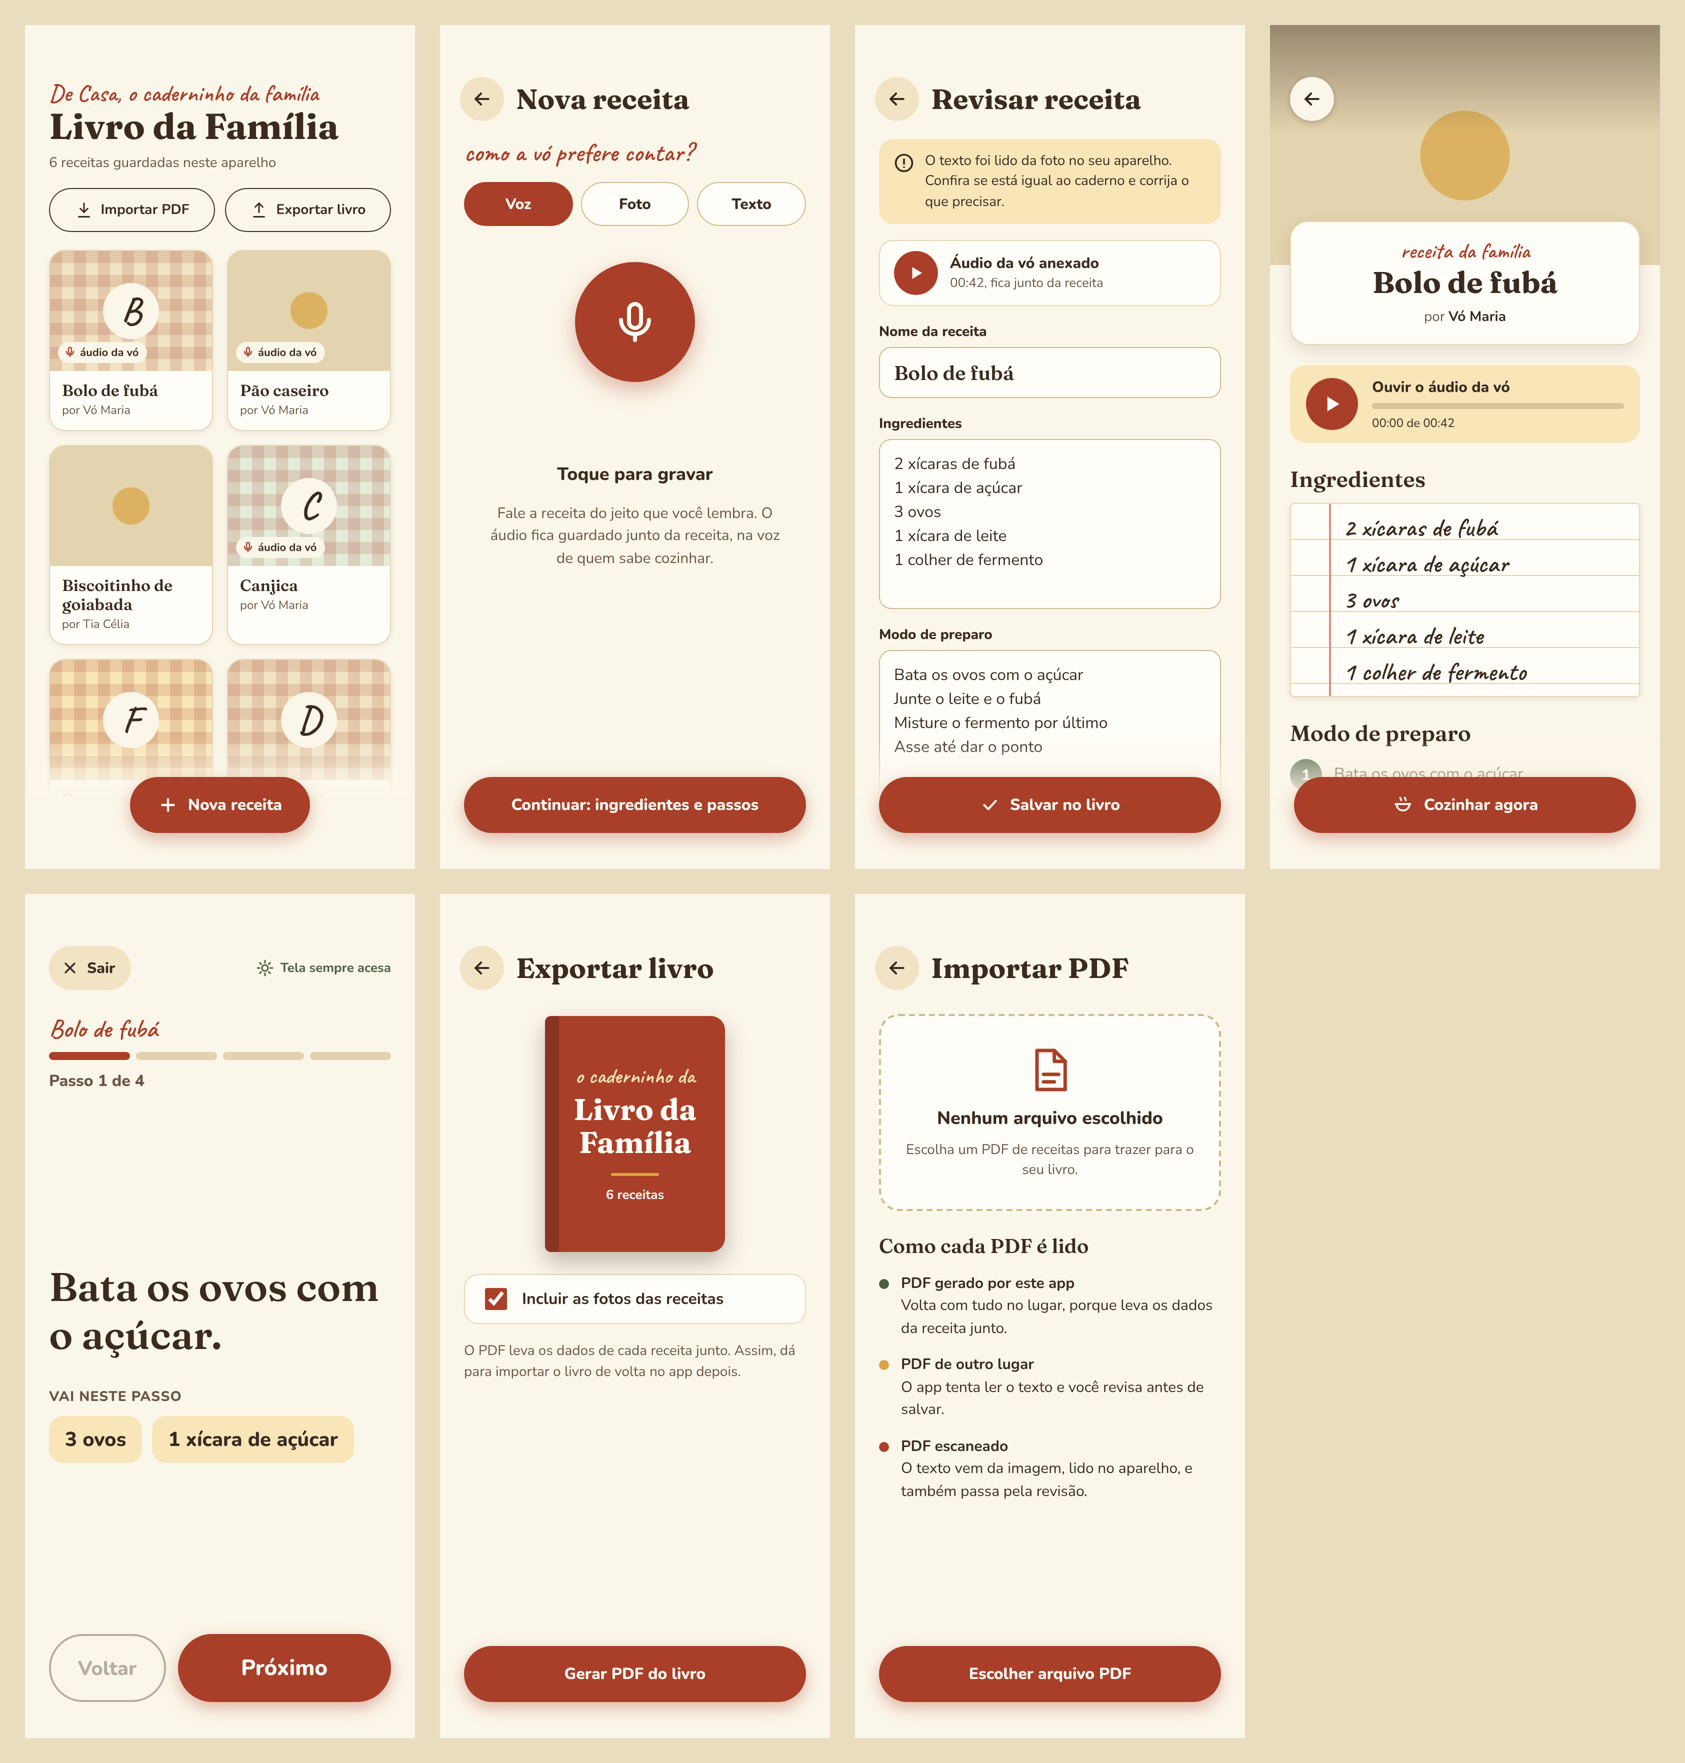 De Casa, o caderninho da família
Livro da Família
6 receitas guardadas neste aparelho
Importar PDF
Exportar livro
B
áudio da vó
Bolo de fubá
por Vó Maria
áudio da vó
Pão caseiro
por Vó Maria
Biscoitinho de
goiabada
por Tia Célia
C
áudio da vó
Canjica
por Vó Maria
F
D
Nova receita
Nova receita
como a vó prefere contar?
Voz
Foto
Texto
Toque para gravar
Fale a receita do jeito que você lembra. O
áudio fica guardado junto da receita, na voz
de quem sabe cozinhar.
Continuar: ingredientes e passos
Revisar receita
O texto foi lido da foto no seu aparelho.
Confira se está igual ao caderno e corrija o
que precisar.
Áudio da vó anexado
00:42, fica junto da receita
Nome da receita
Bolo de fubá
Ingredientes
2 xícaras de fubá
1 xícara de açúcar
3 ovos
1 xícara de leite
1 colher de fermento
Modo de preparo
Bata os ovos com o açúcar
Junte o leite e o fubá
Misture o fermento por último
Asse até dar o ponto
Salvar no livro
receita da família
Bolo de fubá
por Vó Maria
Ouvir o áudio da vó
00:00 de 00:42
Ingredientes
2 xícaras de fubá
1 xícara de açúcar
3 ovos
1 xícara de leite
1 colher de fermento
Modo de preparo
1 Bata os ovos com o açúcar
Cozinhar agora
Sair
Tela sempre acesa
Bolo de fubá
Passo 1 de 4
Bata os ovos com
o açúcar.
VAI NESTE PASSO
3 ovos
1 xícara de açúcar
Voltar
Próximo
Exportar livro
o caderninho da
Livro da
Família
6 receitas
Incluir as fotos das receitas
O PDF leva os dados de cada receita junto. Assim, dá
para importar o livro de volta no app depois.
Gerar PDF do livro
Importar PDF
Nenhum arquivo escolhido
Escolha um PDF de receitas para trazer para o
seu livro.
Como cada PDF é lido
PDF gerado por este app
Volta com tudo no lugar, porque leva os dados
da receita junto.
PDF de outro lugar
O app tenta ler o texto e você revisa antes de
salvar.
PDF escaneado
O texto vem da imagem, lido no aparelho, e
também passa pela revisão.
Escolher arquivo PDF